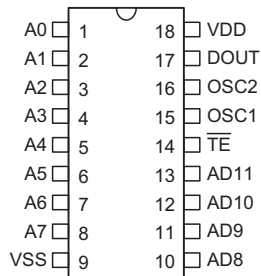 A0 1 18 VDD
A1 2 17 DOUT
A2 3 16 OSC2
A3 4 15 OSC1
A4 5 14 T̅E̅
A5 6 13 AD11
A6 7 12 AD10
A7 8 11 AD9
VSS 9 10 AD8